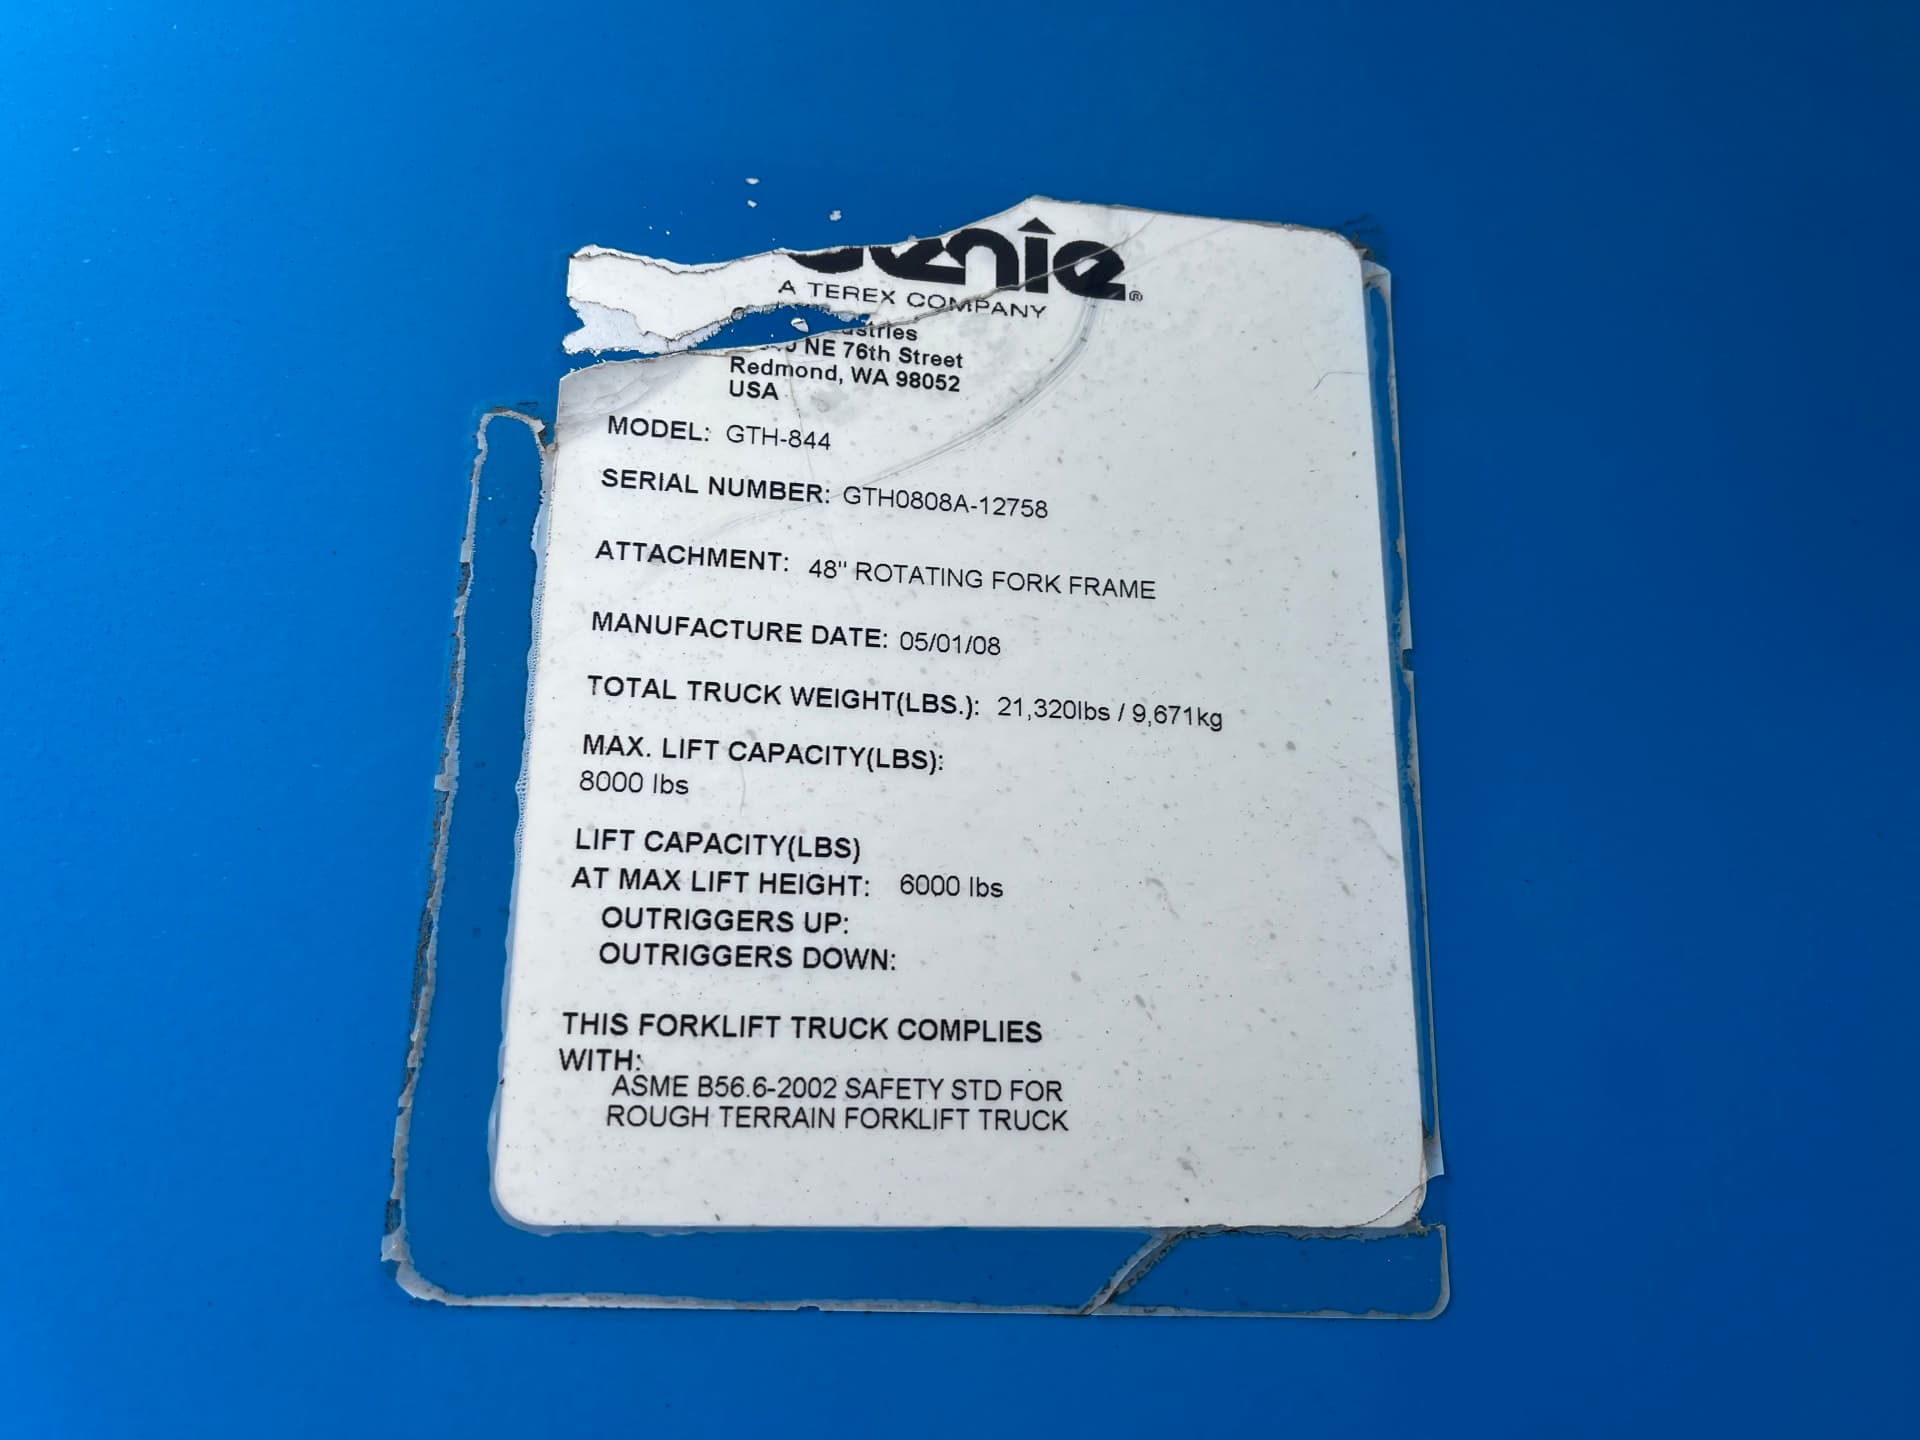 Genie®
A TEREX COMPANY
NE 76th Street
Redmond, WA 98052
USA
MODEL: GTH-844
SERIAL NUMBER: GTH0808A-12758
ATTACHMENT: 48" ROTATING FORK FRAME
MANUFACTURE DATE: 05/01/08
TOTAL TRUCK WEIGHT(LBS.): 21,320lbs / 9,671kg
MAX. LIFT CAPACITY(LBS):
8000 lbs
LIFT CAPACITY(LBS)
AT MAX LIFT HEIGHT: 6000 lbs
OUTRIGGERS UP:
OUTRIGGERS DOWN:
THIS FORKLIFT TRUCK COMPLIES
WITH:
ASME B56.6-2002 SAFETY STD FOR
ROUGH TERRAIN FORKLIFT TRUCK